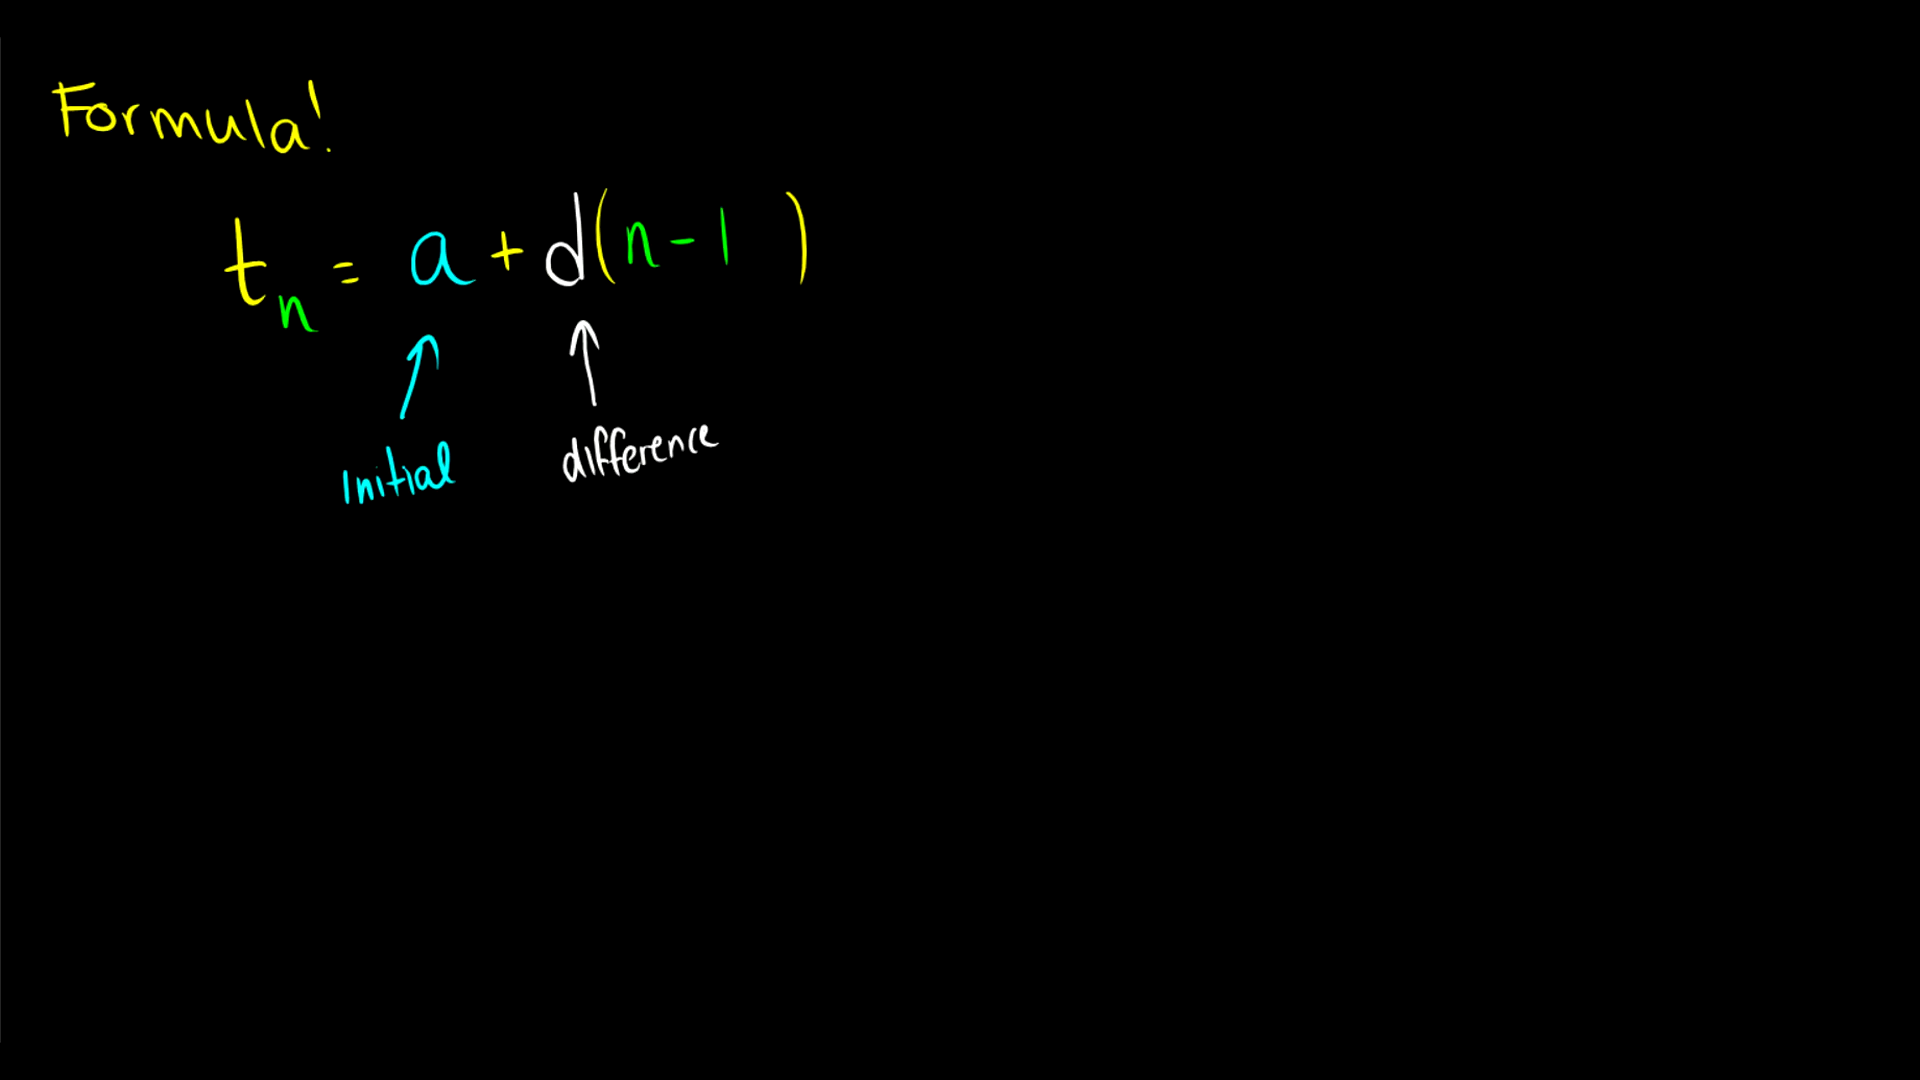 Formula!
tₙ = a + d(n-1)
Initial difference